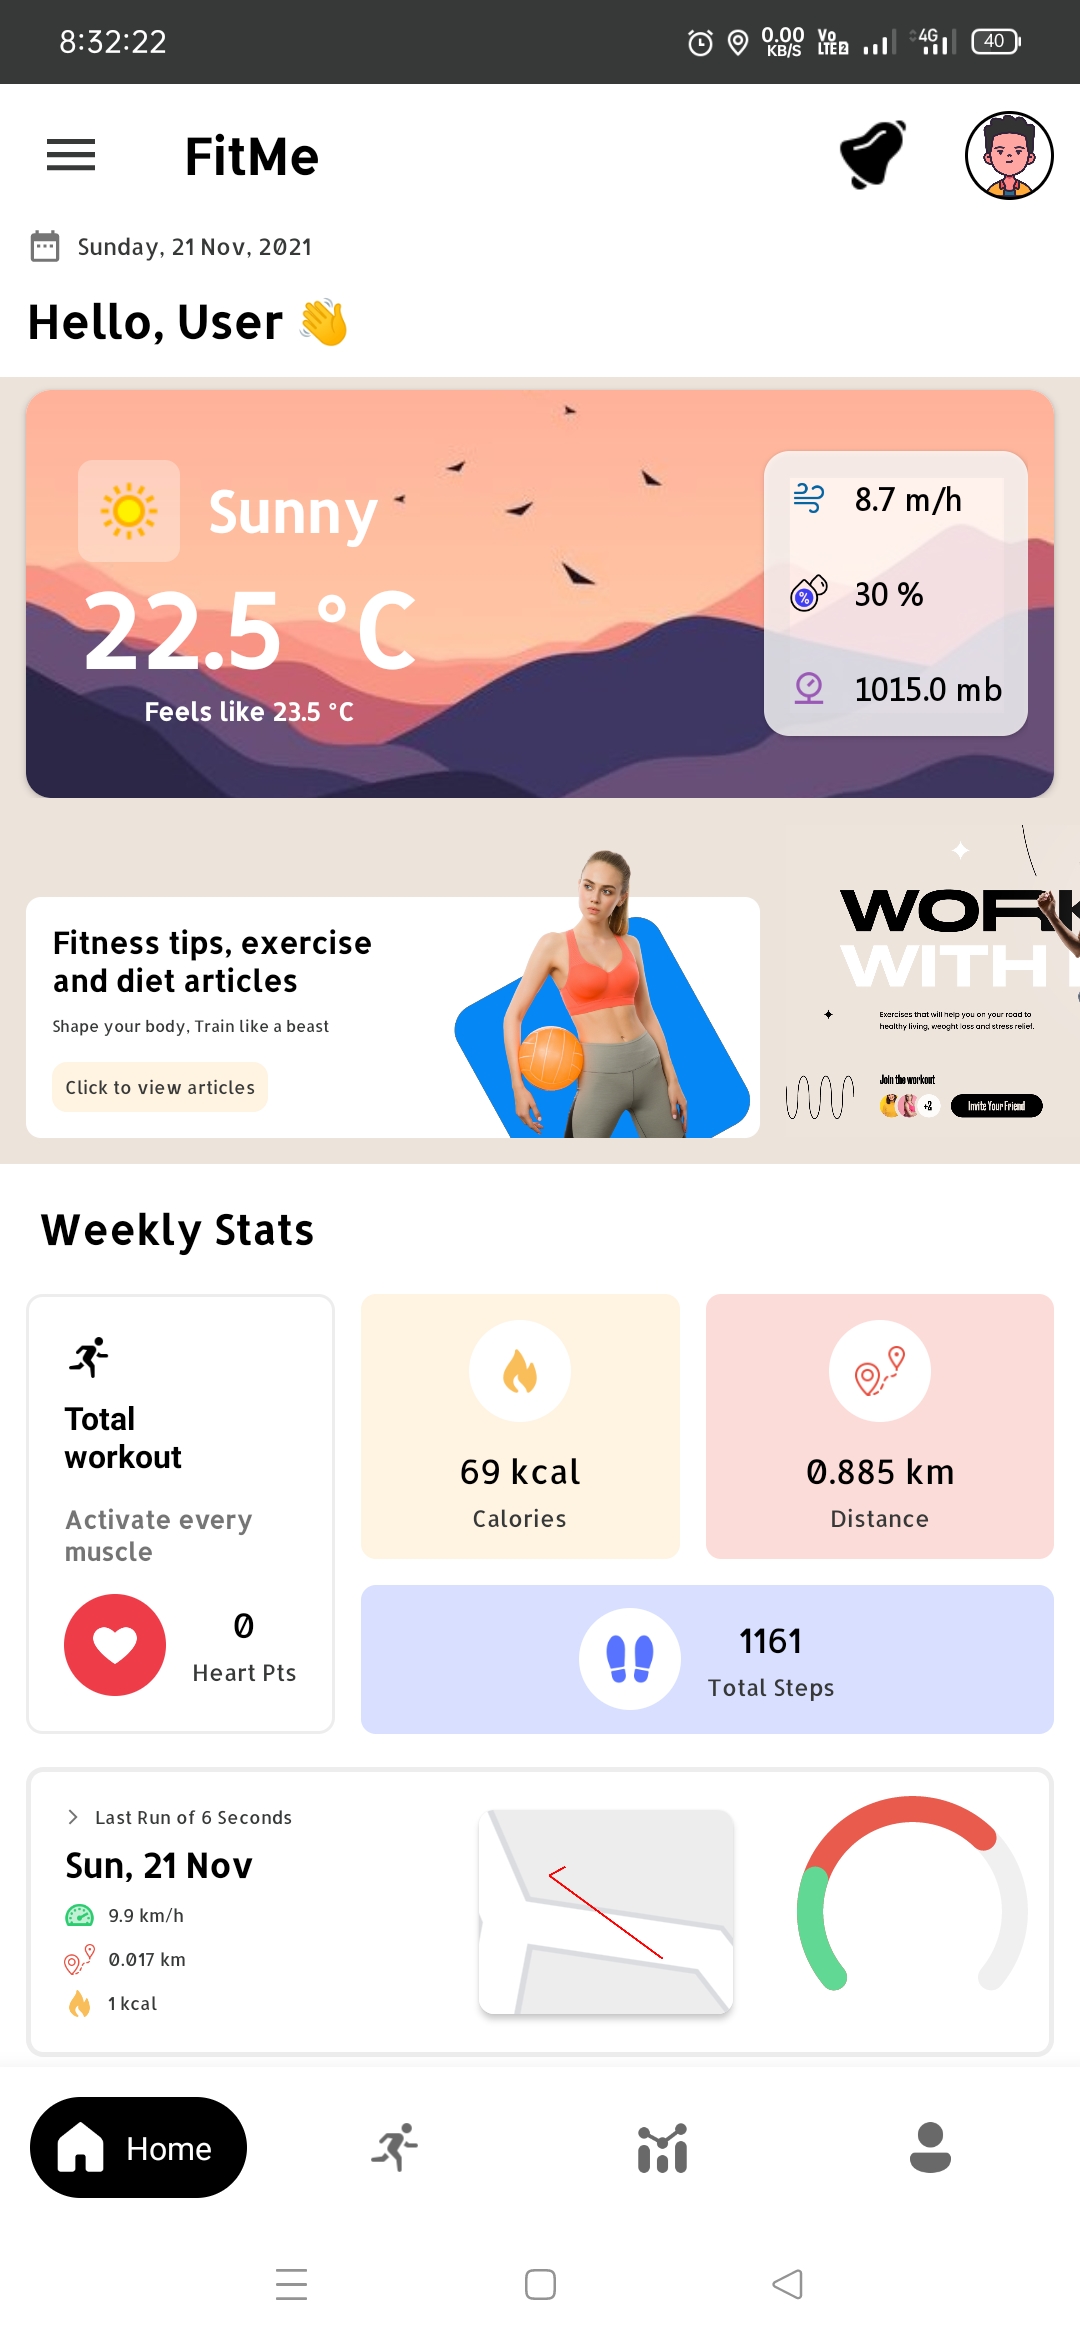 8:32:22
0.00
KB/S
Vo
LTE 2
4G
40
FitMe
Sunday, 21 Nov, 2021
Hello, User 👋
Sunny
22.5 °C
Feels like 23.5 °C
8.7 m/h
%
30 %
1015.0 mb
Fitness tips, exercise
and diet articles
Shape your body, Train like a beast
Click to view articles
WORK
WITH
Exercises that will help you on your road to
healthy living, weoght loss and stress relief.
Join the workout
+2
Invite Your Friend
Weekly Stats
Total
workout
Activate every
muscle
0
Heart Pts
69 kcal
Calories
0.885 km
Distance
1161
Total Steps
Last Run of 6 Seconds
Sun, 21 Nov
9.9 km/h
0.017 km
1 kcal
Home